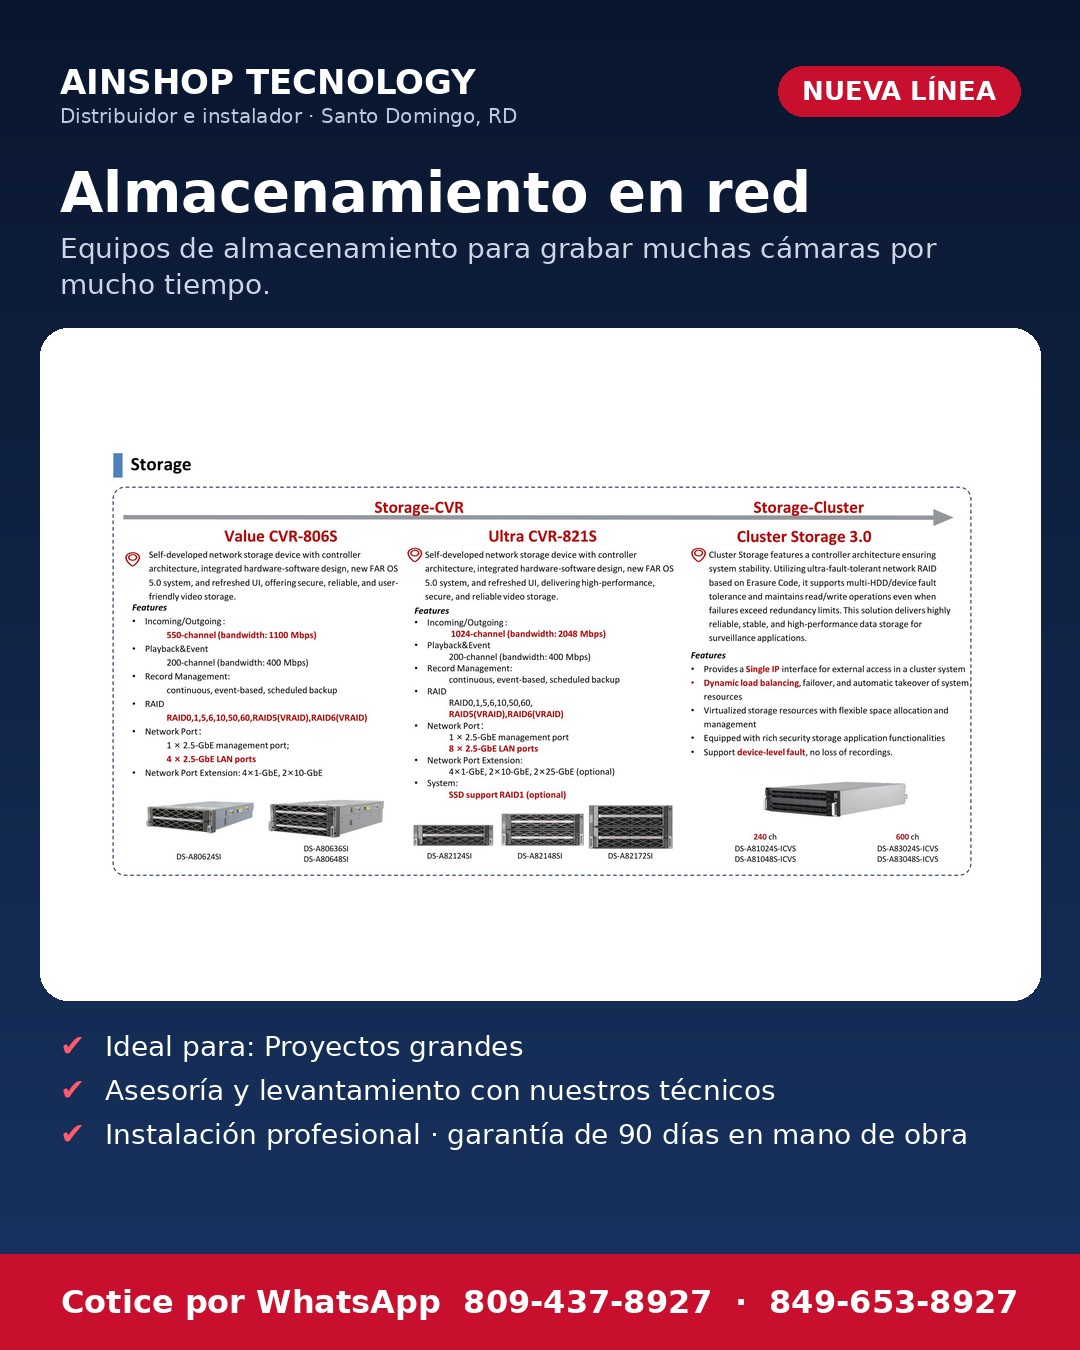 AINSHOP TECNOLOGY
Distribuidor e instalador · Santo Domingo, RD
NUEVA LÍNEA
Almacenamiento en red
Equipos de almacenamiento para grabar muchas cámaras por
mucho tiempo.
Storage
Storage-CVR
Storage-Cluster
Value CVR-806S
Self-developed network storage device with controller
architecture, integrated hardware-software design, new FAR OS
5.0 system, and refreshed UI, offering secure, reliable, and user-
friendly video storage.
Features
• Incoming/Outgoing :
550-channel (bandwidth: 1100 Mbps)
• Playback&Event
200-channel (bandwidth: 400 Mbps)
• Record Management:
continuous, event-based, scheduled backup
• RAID
RAID0,1,5,6,10,50,60,RAID5(VRAID),RAID6(VRAID)
• Network Port:
1 × 2.5-GbE management port;
4 × 2.5-GbE LAN ports
• Network Port Extension: 4×1-GbE, 2×10-GbE
DS-A80624SI
DS-A80636SI
DS-A80648SI
Ultra CVR-821S
Self-developed network storage device with controller
architecture, integrated hardware-software design, new FAR OS
5.0 system, and refreshed UI, delivering high-performance,
secure, and reliable video storage.
Features
• Incoming/Outgoing :
1024-channel (bandwidth: 2048 Mbps)
• Playback&Event
200-channel (bandwidth: 400 Mbps)
• Record Management:
continuous, event-based, scheduled backup
• RAID
RAID0,1,5,6,10,50,60,
RAID5(VRAID),RAID6(VRAID)
• Network Port:
1 × 2.5-GbE management port
8 × 2.5-GbE LAN ports
• Network Port Extension:
4×1-GbE, 2×10-GbE, 2×25-GbE (optional)
• System:
SSD support RAID1 (optional)
DS-A82124SI
DS-A82148SI
DS-A82172SI
Cluster Storage 3.0
Cluster Storage features a controller architecture ensuring
system stability. Utilizing ultra-fault-tolerant network RAID
based on Erasure Code, it supports multi-HDD/device fault
tolerance and maintains read/write operations even when
failures exceed redundancy limits. This solution delivers highly
reliable, stable, and high-performance data storage for
surveillance applications.
Features
• Provides a Single IP interface for external access in a cluster system
• Dynamic load balancing, failover, and automatic takeover of system
resources
• Virtualized storage resources with flexible space allocation and
management
• Equipped with rich security storage application functionalities
• Support device-level fault, no loss of recordings.
240 ch
DS-A81024S-ICVS
DS-A81048S-ICVS
600 ch
DS-A83024S-ICVS
DS-A83048S-ICVS
✔ Ideal para: Proyectos grandes
✔ Asesoría y levantamiento con nuestros técnicos
✔ Instalación profesional · garantía de 90 días en mano de obra
Cotice por WhatsApp 809-437-8927 · 849-653-8927